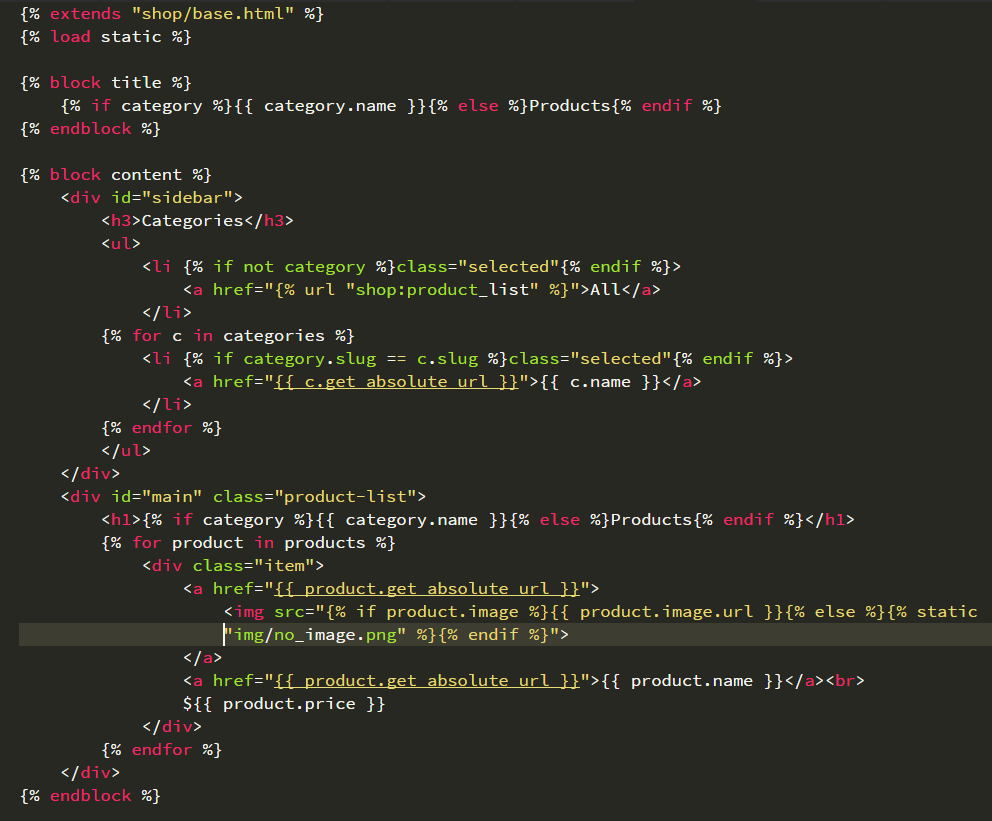 {% extends "shop/base.html" %}
{% load static %}

{% block title %}
    {% if category %}{{ category.name }}{% else %}Products{% endif %}
{% endblock %}

{% block content %}
    <div id="sidebar">
        <h3>Categories</h3>
        <ul>
            <li {% if not category %}class="selected"{% endif %}>
                <a href="{% url "shop:product_list" %}">All</a>
            </li>
        {% for c in categories %}
            <li {% if category.slug == c.slug %}class="selected"{% endif %}>
                <a href="{{ c.get_absolute_url }}">{{ c.name }}</a>
            </li>
        {% endfor %}
        </ul>
    </div>
    <div id="main" class="product-list">
        <h1>{% if category %}{{ category.name }}{% else %}Products{% endif %}</h1>
        {% for product in products %}
            <div class="item">
                <a href="{{ product.get_absolute_url }}">
                    <img src="{% if product.image %}{{ product.image.url }}{% else %}{% static
                    "img/no_image.png" %}{% endif %}">
                </a>
                <a href="{{ product.get_absolute_url }}">{{ product.name }}</a><br>
                ${{ product.price }}
            </div>
        {% endfor %}
    </div>
{% endblock %}